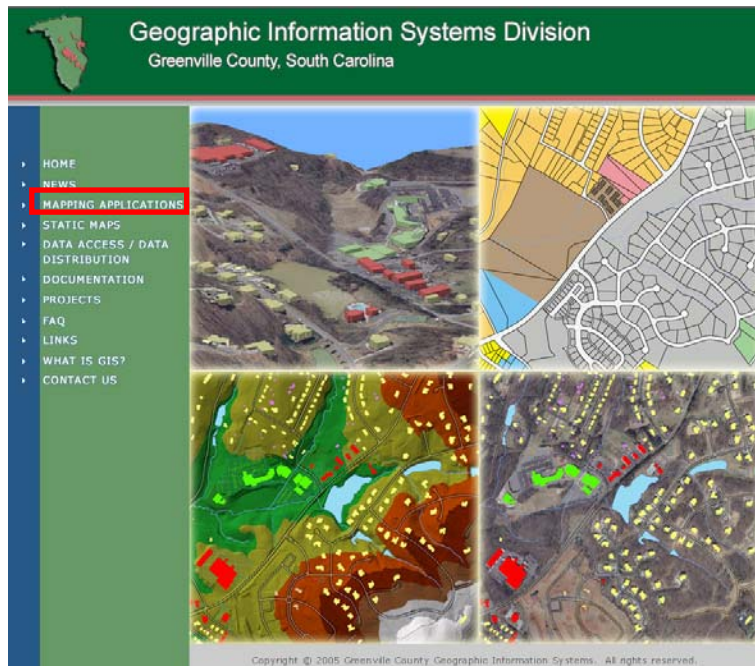 Geographic Information Systems Division
Greenville County, South Carolina
HOME
NEWS
MAPPING APPLICATIONS
STATIC MAPS
DATA ACCESS / DATA
DISTRIBUTION
DOCUMENTATION
PROJECTS
FAQ
LINKS
WHAT IS GIS?
CONTACT US
Copyright © 2005 Greenville County Geographic Information Systems. All rights reserved.